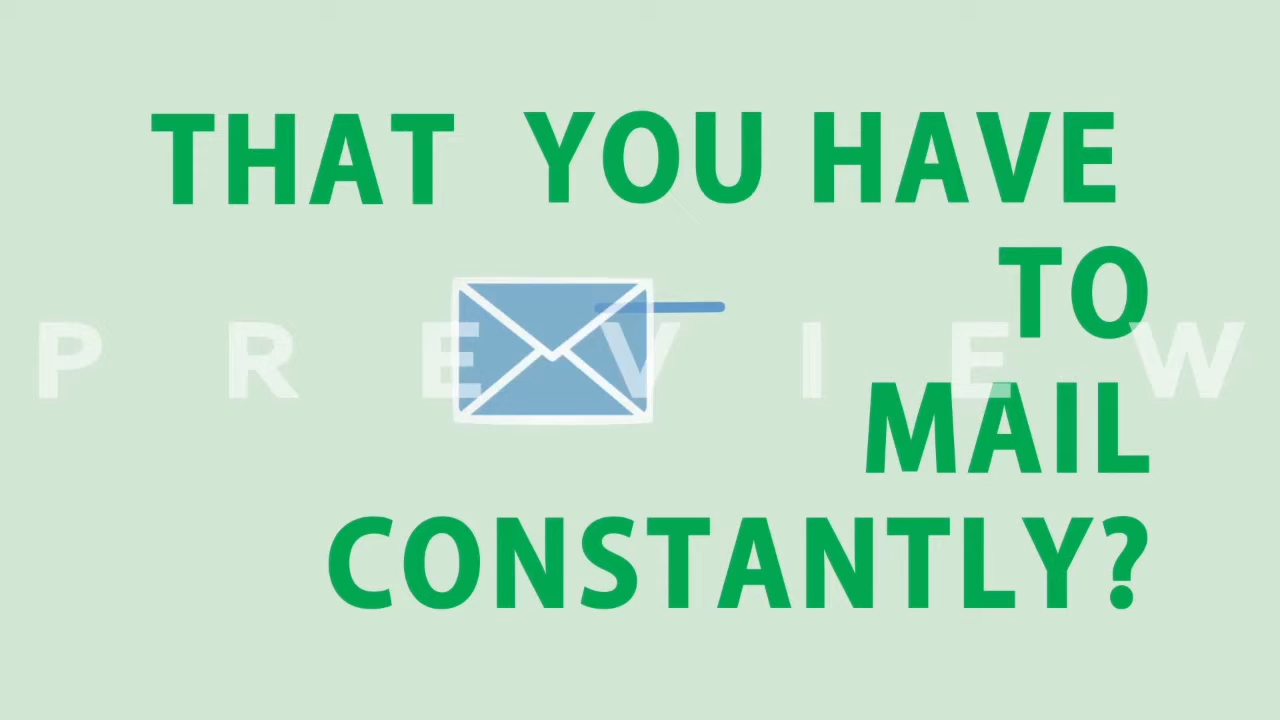 THAT YOU HAVE
TO
PREVIEW
MAIL
CONSTANTLY?